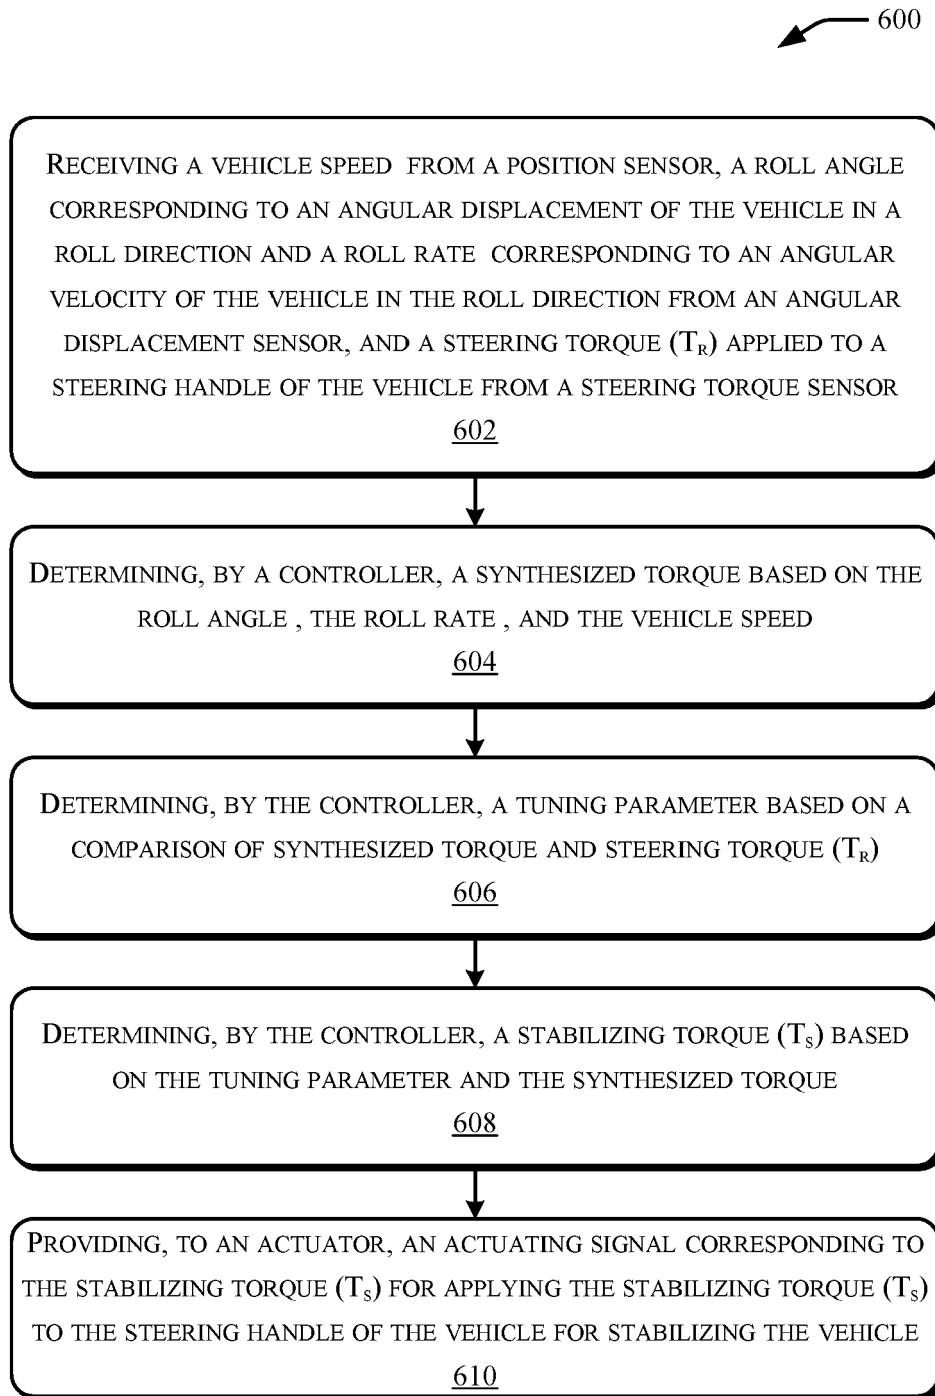 600
RECEIVING A VEHICLE SPEED FROM A POSITION SENSOR, A ROLL ANGLE
CORRESPONDING TO AN ANGULAR DISPLACEMENT OF THE VEHICLE IN A
ROLL DIRECTION AND A ROLL RATE CORRESPONDING TO AN ANGULAR
VELOCITY OF THE VEHICLE IN THE ROLL DIRECTION FROM AN ANGULAR
DISPLACEMENT SENSOR, AND A STEERING TORQUE (TR) APPLIED TO A
STEERING HANDLE OF THE VEHICLE FROM A STEERING TORQUE SENSOR
602
DETERMINING, BY A CONTROLLER, A SYNTHESIZED TORQUE BASED ON THE
ROLL ANGLE , THE ROLL RATE , AND THE VEHICLE SPEED
604
DETERMINING, BY THE CONTROLLER, A TUNING PARAMETER BASED ON A
COMPARISON OF SYNTHESIZED TORQUE AND STEERING TORQUE (TR)
606
DETERMINING, BY THE CONTROLLER, A STABILIZING TORQUE (TS) BASED
ON THE TUNING PARAMETER AND THE SYNTHESIZED TORQUE
608
PROVIDING, TO AN ACTUATOR, AN ACTUATING SIGNAL CORRESPONDING TO
THE STABILIZING TORQUE (TS) FOR APPLYING THE STABILIZING TORQUE (TS)
TO THE STEERING HANDLE OF THE VEHICLE FOR STABILIZING THE VEHICLE
610